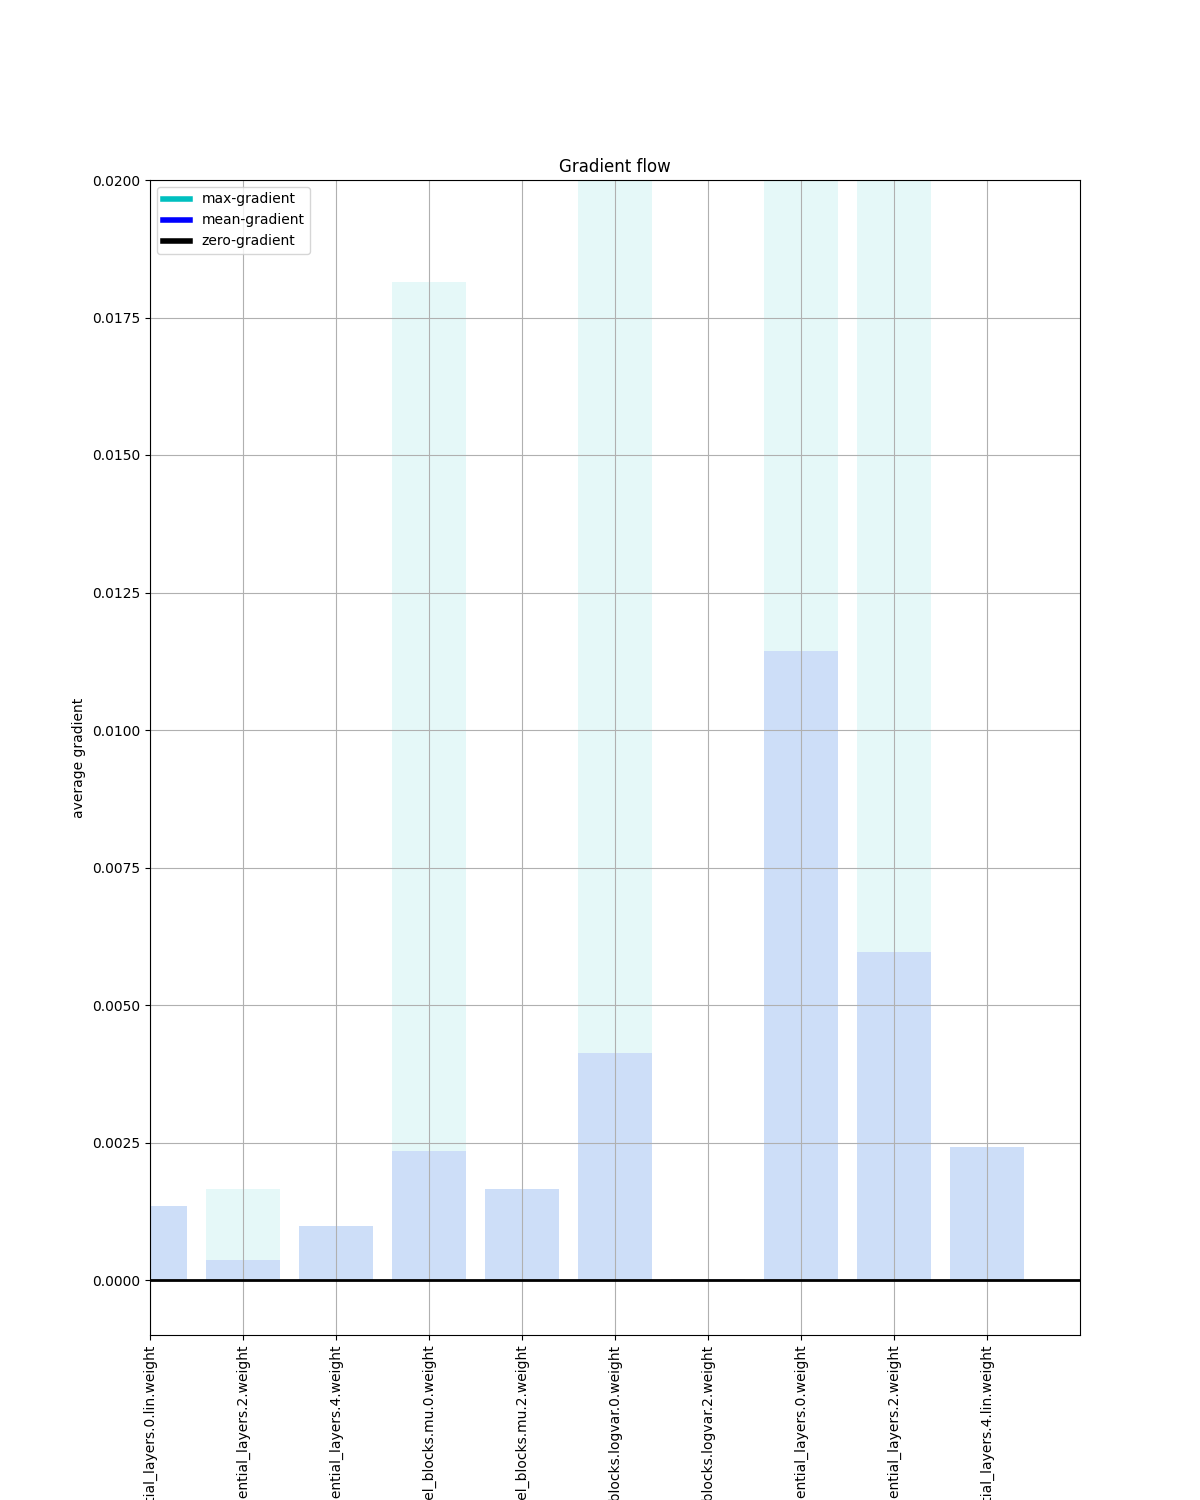 Gradient flow
max-gradient
mean-gradient
zero-gradient
0.0200
0.0175
0.0150
0.0125
0.0100
0.0075
0.0050
0.0025
0.0000
average gradient
tial_layers.0.lin.weight
ential_layers.2.weight
ential_layers.4.weight
el_blocks.mu.0.weight
el_blocks.mu.2.weight
blocks.logvar.0.weight
blocks.logvar.2.weight
ential_layers.0.weight
ential_layers.2.weight
tial_layers.4.lin.weight